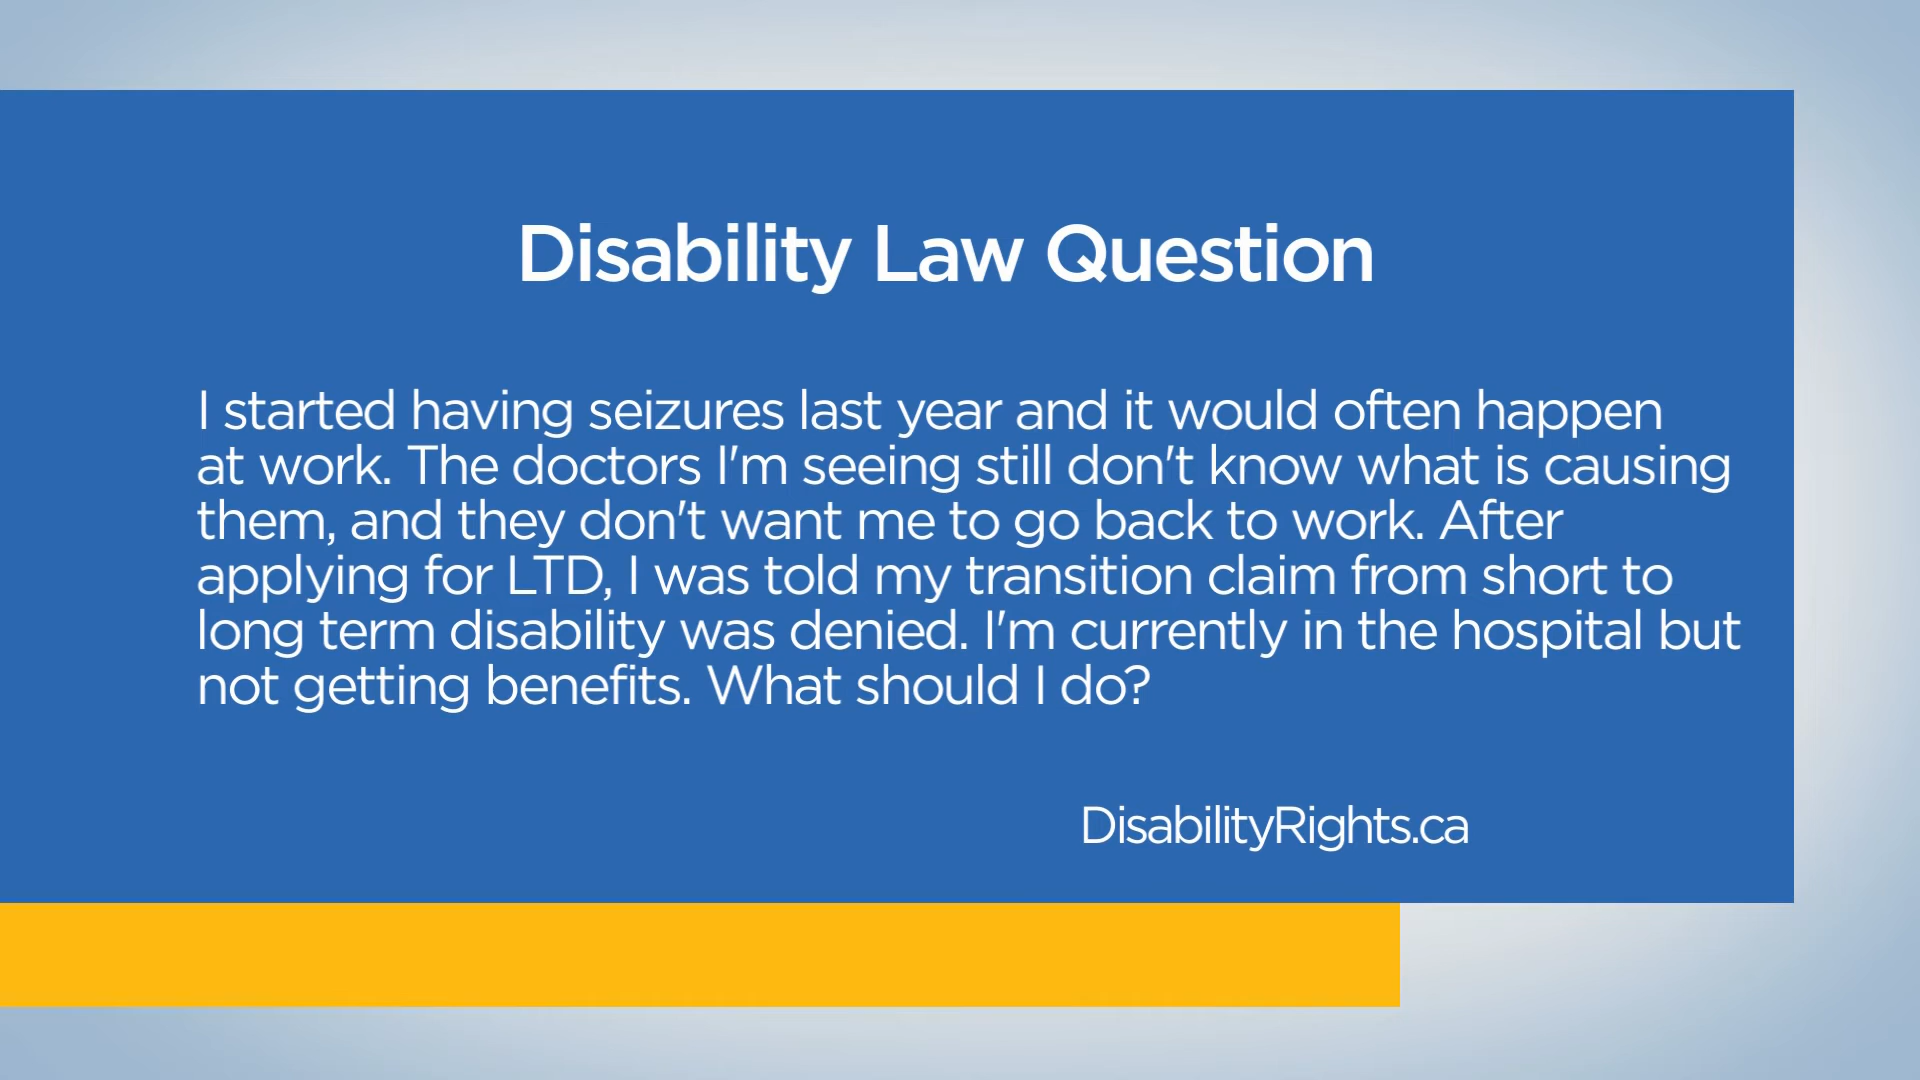 Disability Law Question
I started having seizures last year and it would often happen
at work. The doctors I'm seeing still don't know what is causing
them, and they don't want me to go back to work. After
applying for LTD, I was told my transition claim from short to
long term disability was denied. I'm currently in the hospital but
not getting benefits. What should I do?
DisabilityRights.ca